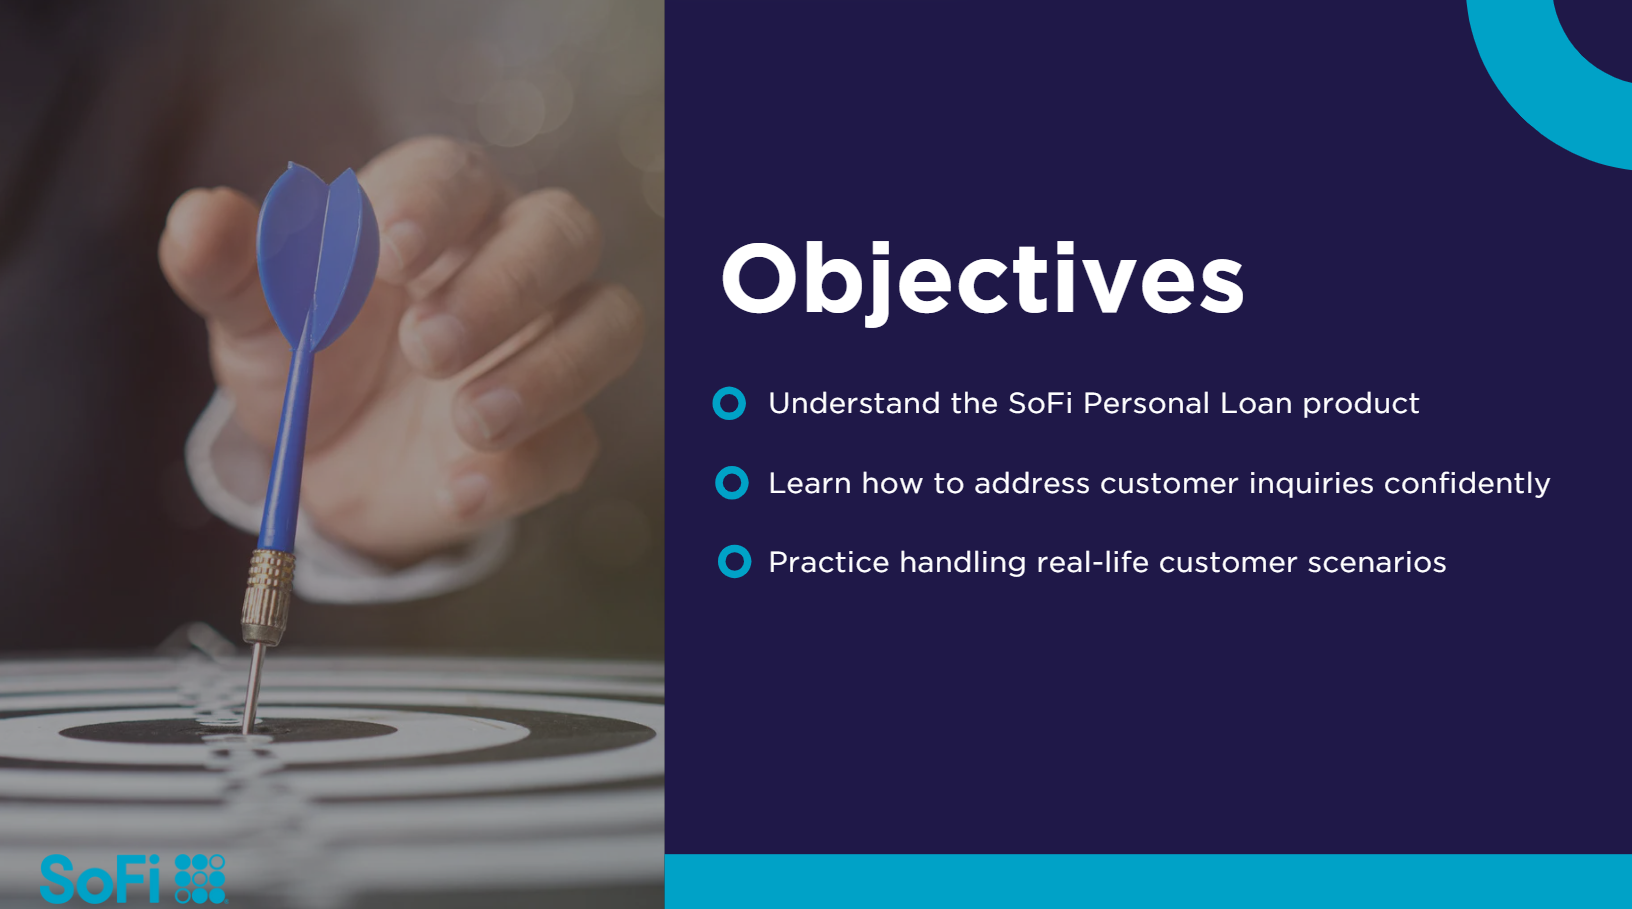 Objectives
Understand the SoFi Personal Loan product
Learn how to address customer inquiries confidently
Practice handling real-life customer scenarios
SoFi